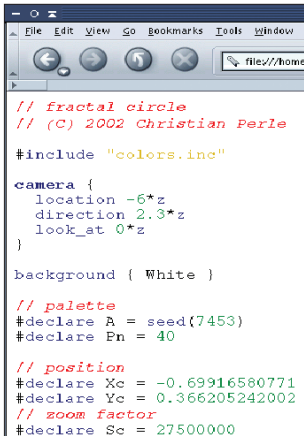 File Edit View Go Bookmarks Tools Window
file:///home
// fractal circle
// (C) 2002 Christian Perle
#include "colors.inc"
camera {
location -6*z
direction 2.3*z
look_at 0*z
}
background { White }
// palette
#declare A = seed(7453)
#declare Pn = 40
// position
#declare Xc = -0.69916580771
#declare Yc = 0.366205242002
// zoom factor
#declare Sc = 27500000